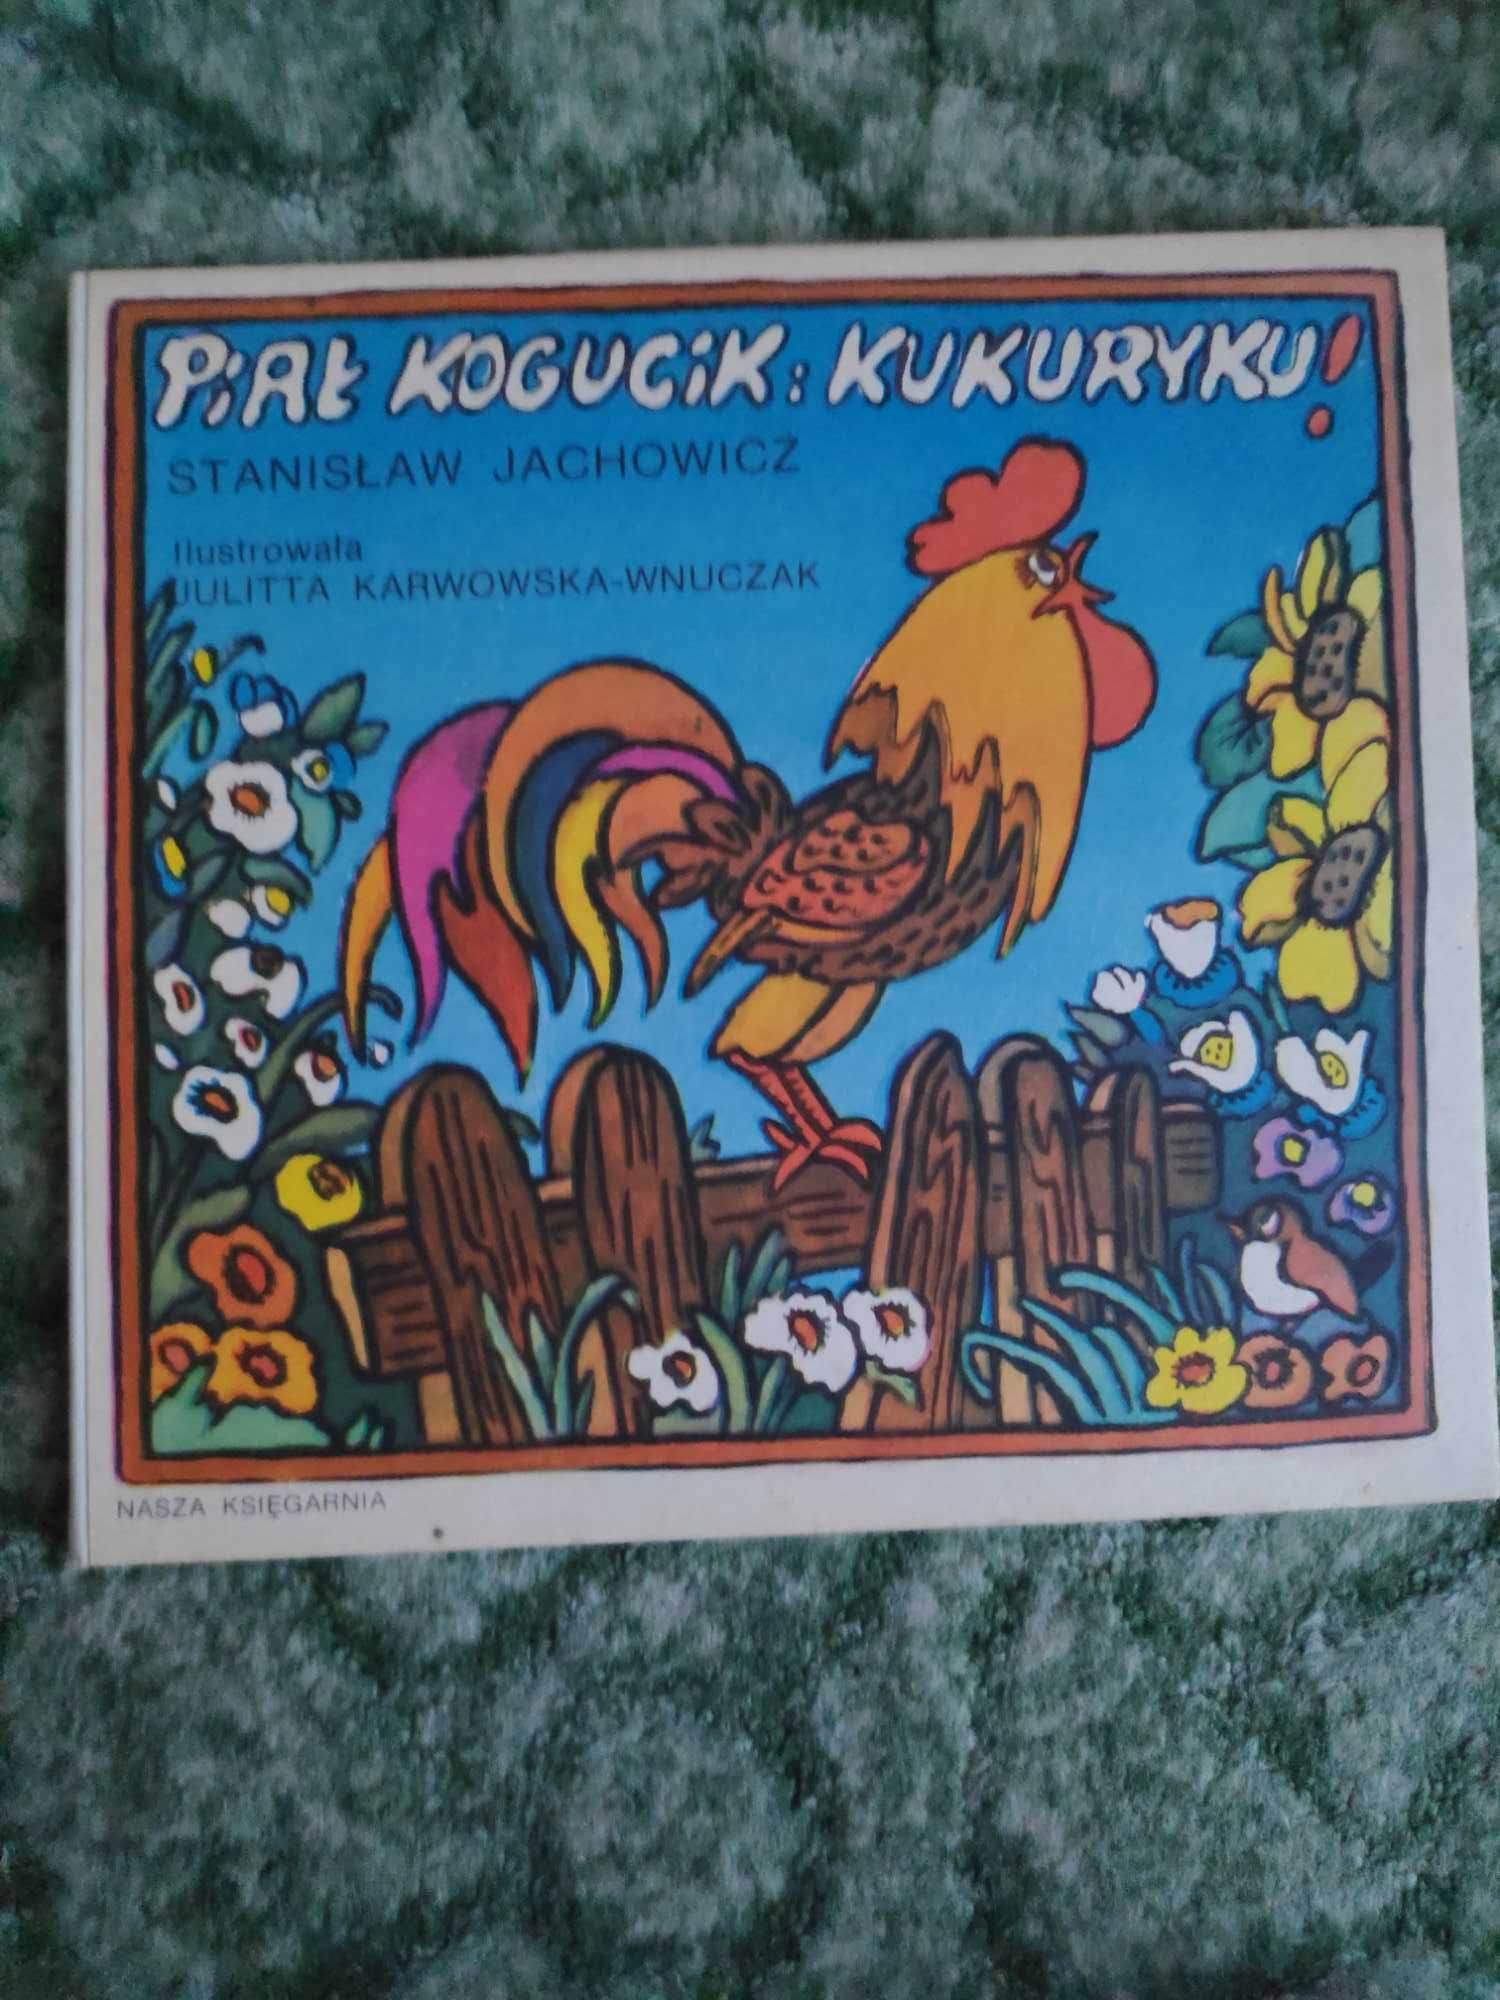 PiAŁ KOGUCiK: KUKURYKU!
STANISŁAW JACHOWICZ
Ilustrowała
JULITTA KARWOWSKA-WNUCZAK
NASZA KSIĘGARNIA